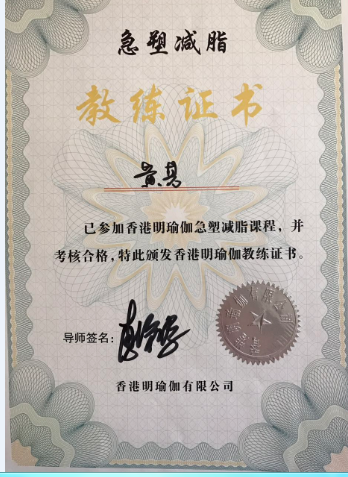 急塑减脂
教练证书
已参加香港明瑜伽急塑减脂课程，并
考核合格，特此颁发香港明瑜伽教练证书。
导师签名：
香港明瑜伽有限公司